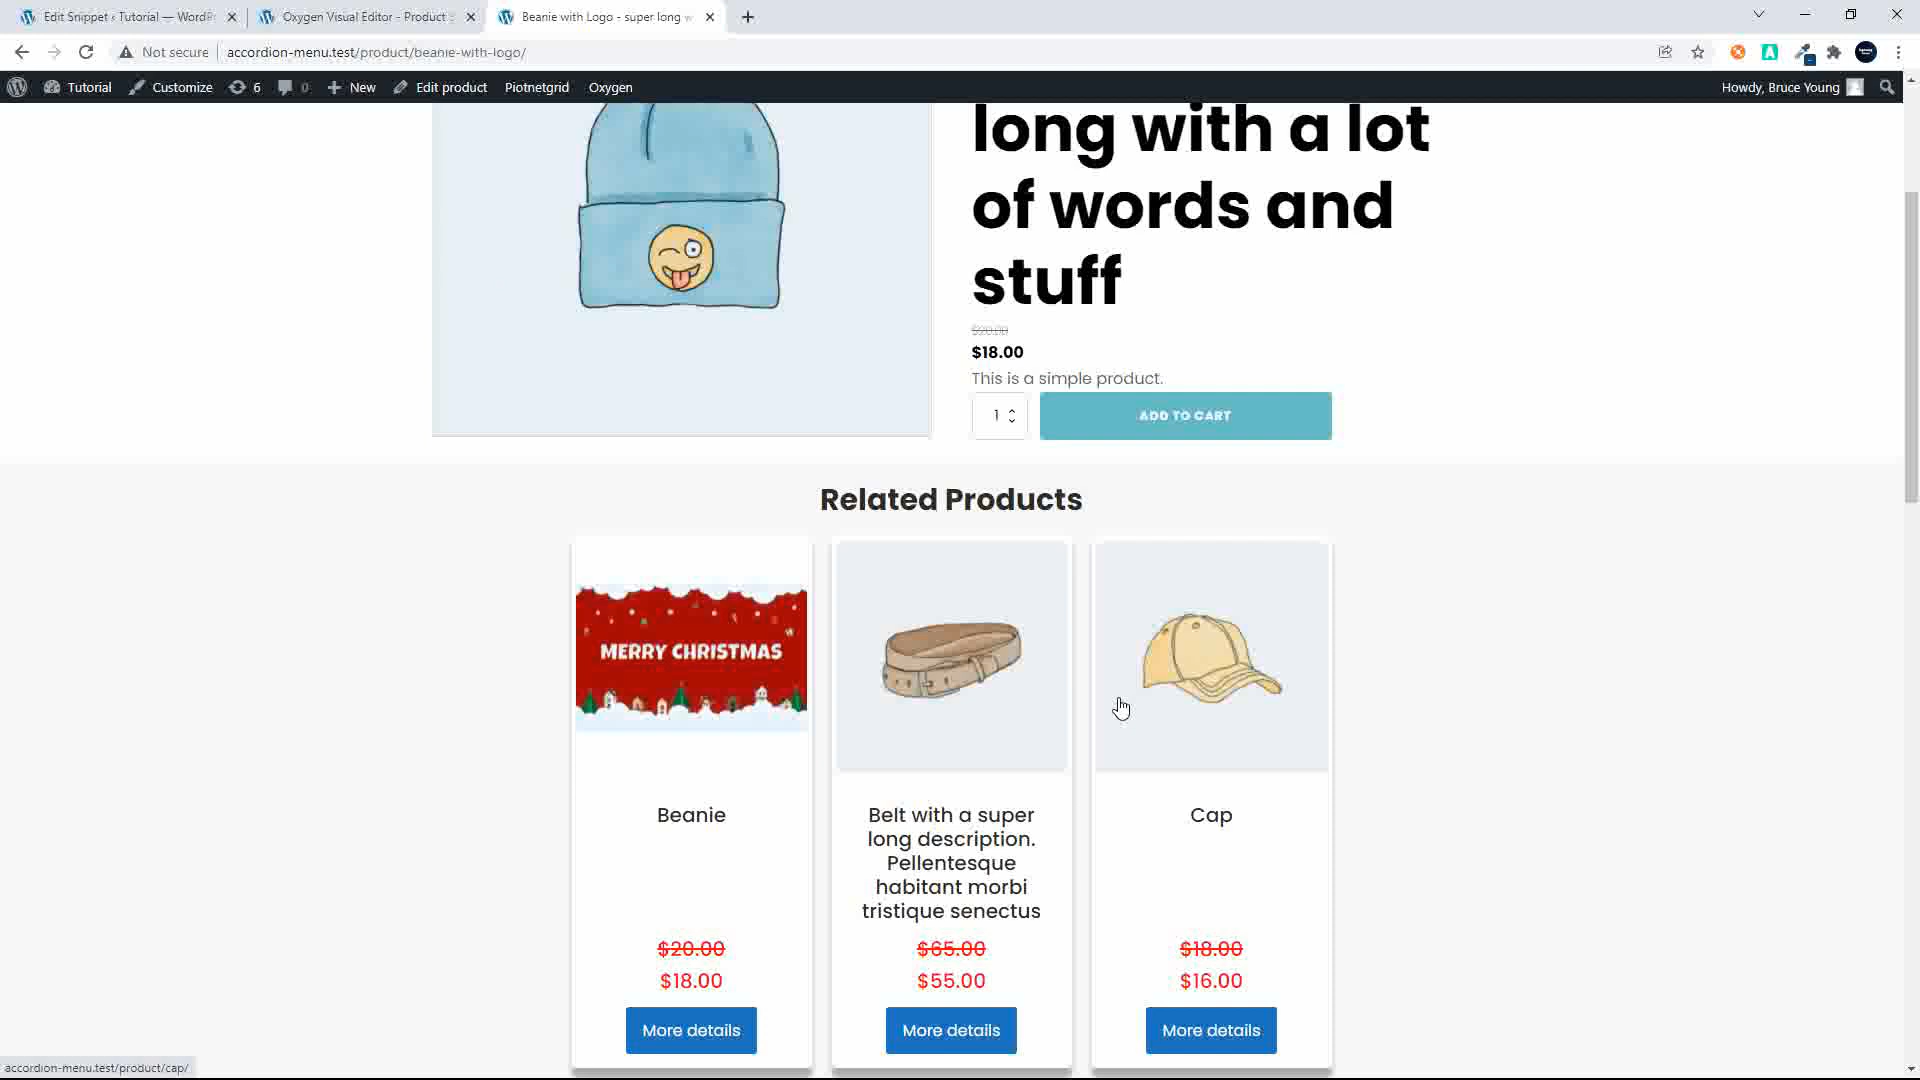 Edit Snippet ‹ Tutorial — WordPr
Oxygen Visual Editor - Product
Beanie with Logo - super long w
Not secure
accordion-menu.test/product/beanie-with-logo/
Tutorial
Customize
6
0
New
Edit product
Piotnetgrid
Oxygen
Howdy, Bruce Young
long with a lot
of words and
stuff
$20.00
$18.00
This is a simple product.
1
ADD TO CART
Related Products
MERRY CHRISTMAS
Beanie
Belt with a super
long description.
Pellentesque
habitant morbi
tristique senectus
Cap
$20.00
$65.00
$18.00
$18.00
$55.00
$16.00
More details
More details
More details
accordion-menu.test/product/cap/